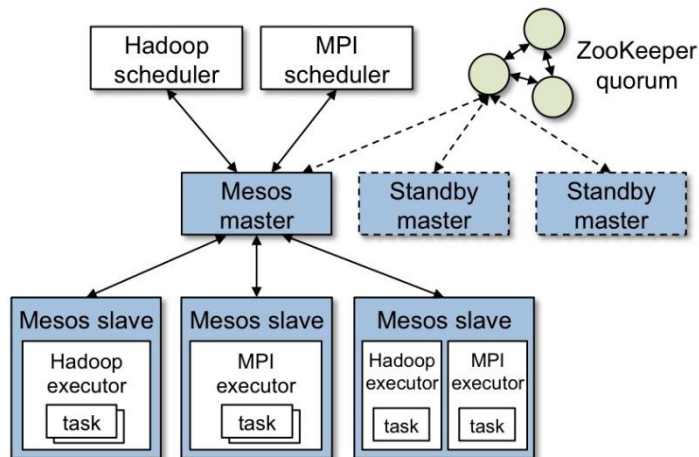 Hadoop
scheduler
MPI
scheduler
ZooKeeper
quorum
Mesos
master
Standby
master
Standby
master
Mesos slave
Hadoop
executor
task
Mesos slave
MPI
executor
task
Mesos slave
Hadoop
executor
task
MPI
executor
task